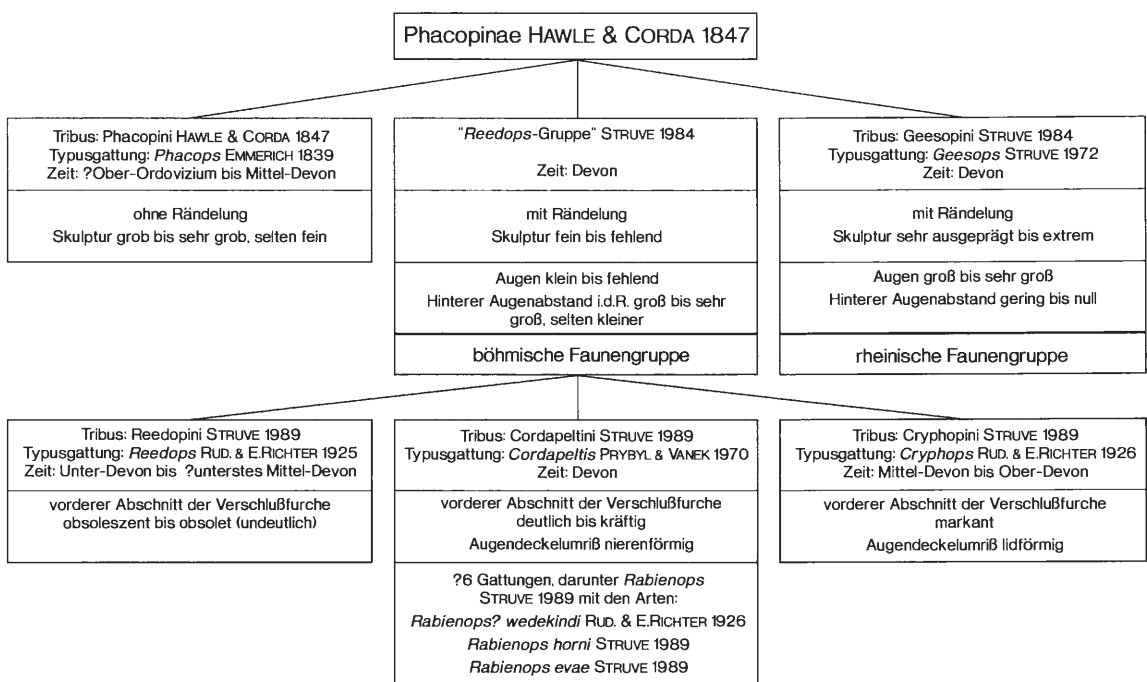 Phacopinae HAWLE & CORDA 1847
Tribus: Phacopini HAWLE & CORDA 1847
Typusgattung: Phacops EMMERICH 1839
Zeit: ?Ober-Ordovizium bis Mittel-Devon
ohne Rändelung
Skulptur grob bis sehr grob, selten fein
"Reedops-Gruppe" STRUVE 1984
Zeit: Devon
mit Rändelung
Skulptur fein bis fehlend
Augen klein bis fehlend
Hinterer Augenabstand i.d.R. groß bis sehr
groß, selten kleiner
böhmische Faunengruppe
Tribus: Geesopini STRUVE 1984
Typusgattung: Geesops STRUVE 1972
Zeit: Devon
mit Rändelung
Skulptur sehr ausgeprägt bis extrem
Augen groß bis sehr groß
Hinterer Augenabstand gering bis null
rheinische Faunengruppe
Tribus: Reedopini STRUVE 1989
Typusgattung: Reedops RUD. & E.RICHTER 1925
Zeit: Unter-Devon bis ?unterstes Mittel-Devon
vorderer Abschnitt der Verschlußfurche
obsoleszent bis obsolet (undeutlich)
Tribus: Cordapeltini STRUVE 1989
Typusgattung: Cordapeltis PRYBYL & VANEK 1970
Zeit: Devon
vorderer Abschnitt der Verschlußfurche
deutlich bis kräftig
Augendeckelumriß nierenförmig
?6 Gattungen, darunter Rabienops
STRUVE 1989 mit den Arten:
Rabienops? wedekindi RUD. & E.RICHTER 1926
Rabienops horni STRUVE 1989
Rabienops evae STRUVE 1989
Tribus: Cryphopini STRUVE 1989
Typusgattung: Cryphops RUD. & E.RICHTER 1926
Zeit: Mittel-Devon bis Ober-Devon
vorderer Abschnitt der Verschlußfurche
markant
Augendeckelumriß lidförmig